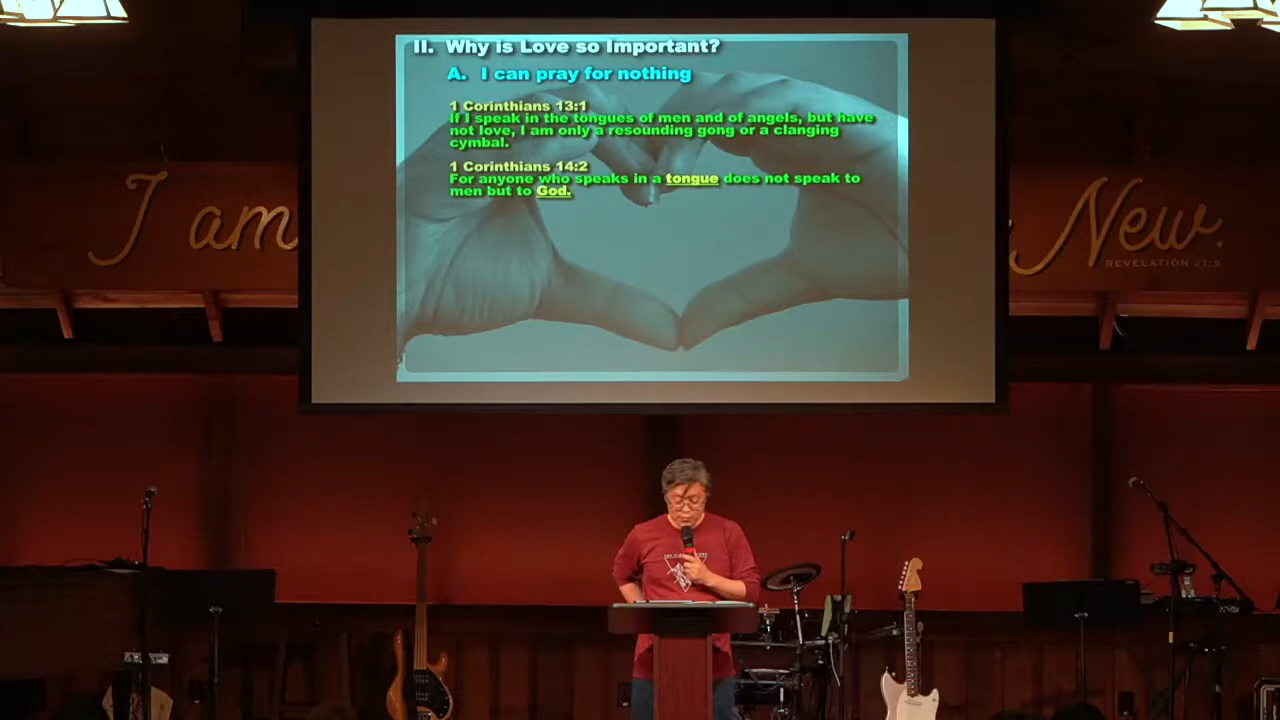 II. Why is Love so Important?
A. I can pray for nothing
1 Corinthians 13:1
If I speak in the tongues of men and of angels, but have
not love, I am only a resounding gong or a clanging
cymbal.
1 Corinthians 14:2
For anyone who speaks in a tongue does not speak to
men but to God.
I am
New.
REVELATION 21:5